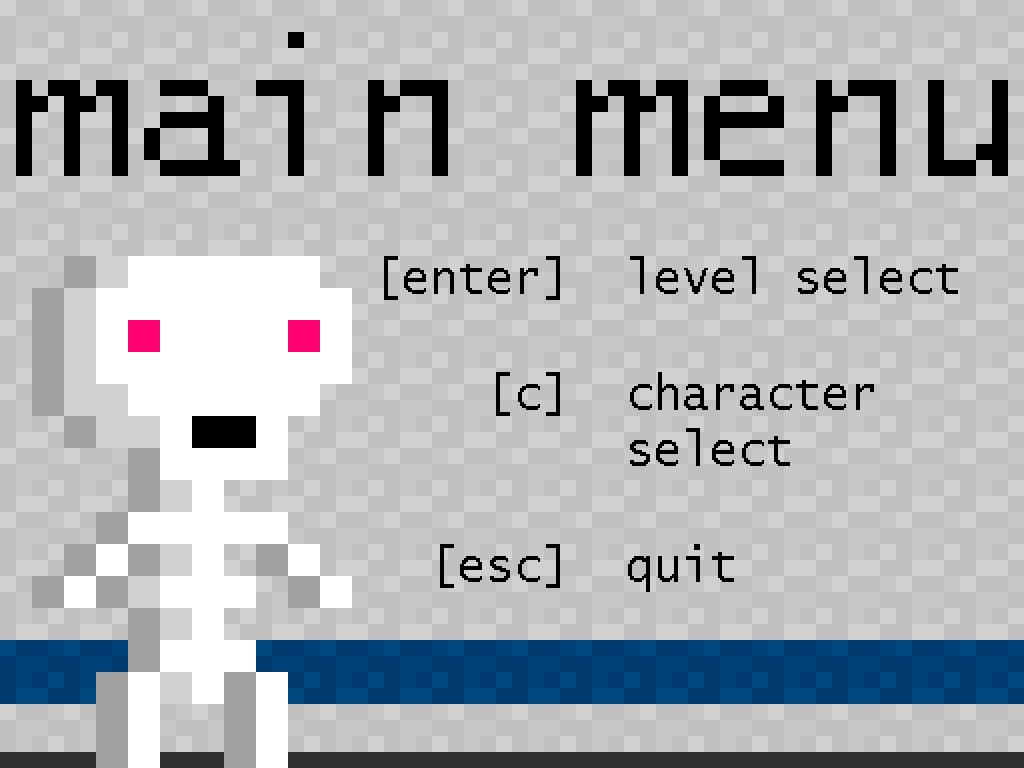 main menu
[enter] level select
[c] character
select
[esc] quit